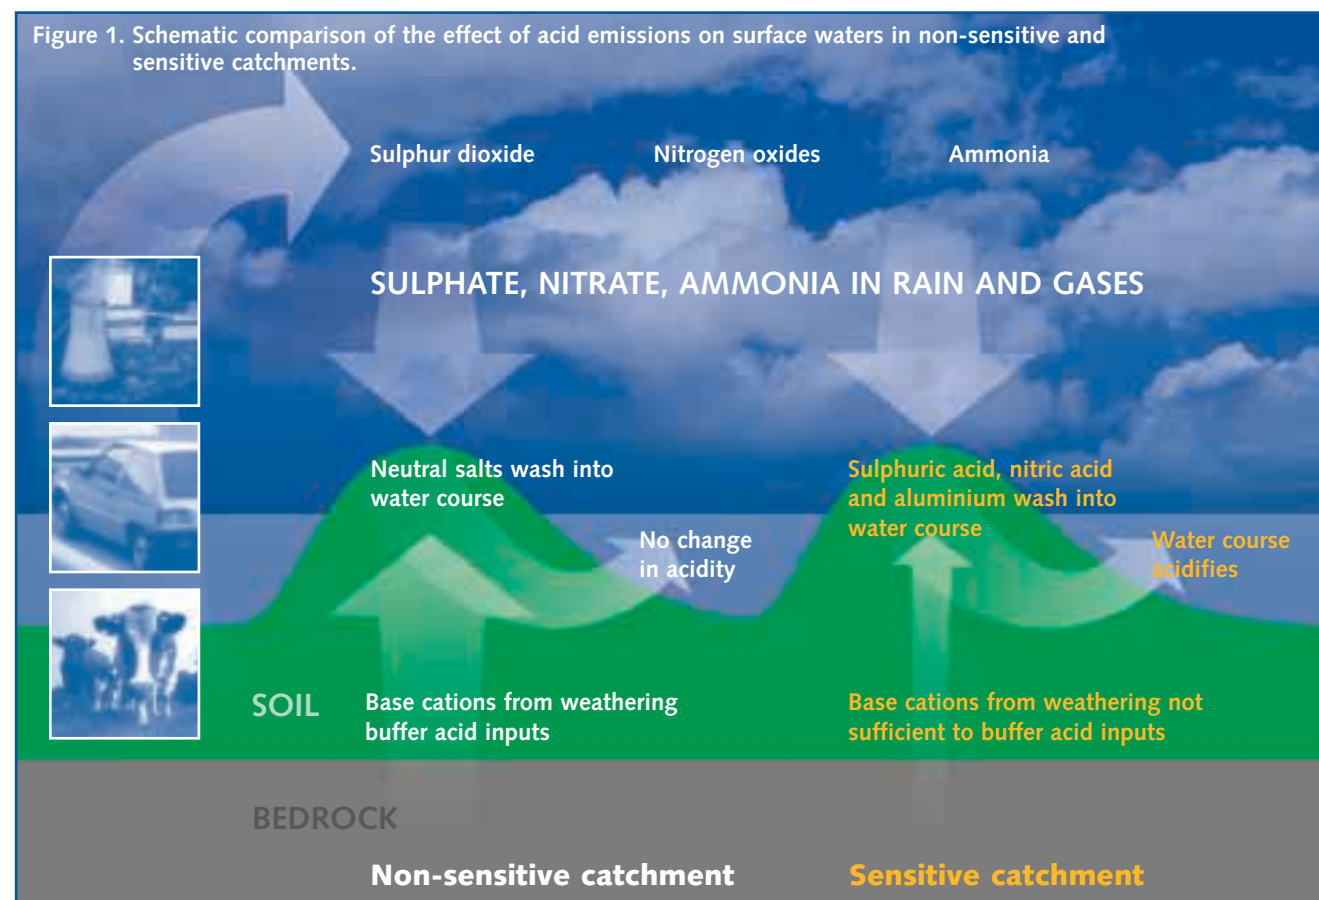 Figure 1. Schematic comparison of the effect of acid emissions on surface waters in non-sensitive and
sensitive catchments.
Sulphur dioxide
Nitrogen oxides
Ammonia
SULPHATE, NITRATE, AMMONIA IN RAIN AND GASES
Neutral salts wash into
water course
No change
in acidity
Sulphuric acid, nitric acid
and aluminium wash into
water course
Water course
acidifies
SOIL
Base cations from weathering
buffer acid inputs
Base cations from weathering not
sufficient to buffer acid inputs
BEDROCK
Non-sensitive catchment
Sensitive catchment